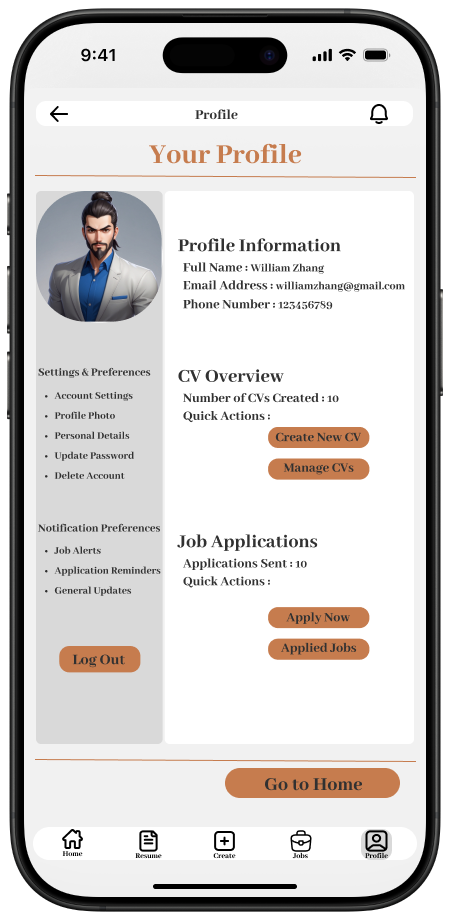 9:41
Profile
Your Profile
Profile Information
Full Name : William Zhang
Email Address : williamzhang@gmail.com
Phone Number : 123456789
Settings & Preferences
• Account Settings
• Profile Photo
• Personal Details
• Update Password
• Delete Account
CV Overview
Number of CVs Created : 10
Quick Actions :
Create New CV
Manage CVs
Notification Preferences
• Job Alerts
• Application Reminders
• General Updates
Log Out
Job Applications
Applications Sent : 10
Quick Actions :
Apply Now
Applied Jobs
Go to Home
Home
Resume
Create
Jobs
Profile